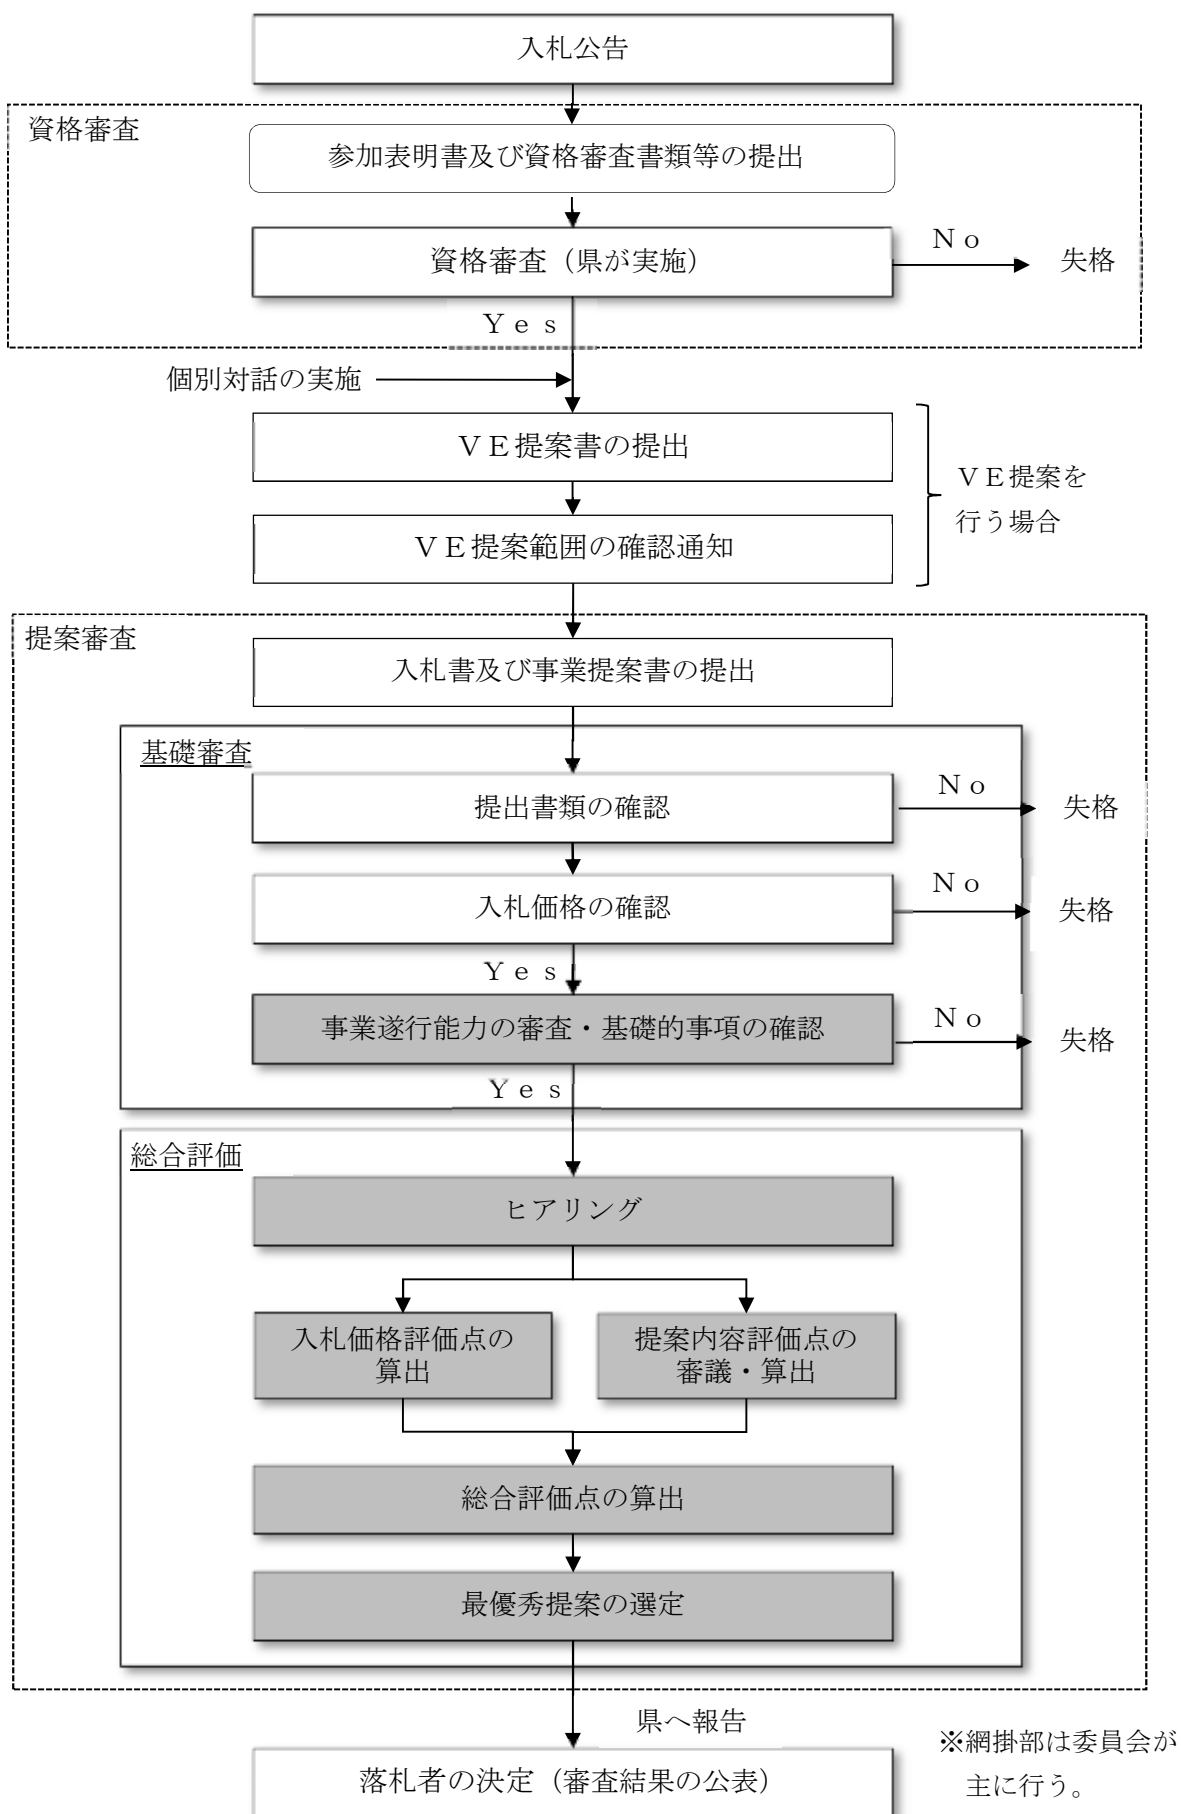 入札公告
資格審査
参加表明書及び資格審査書類等の提出
資格審査（県が実施）
Ｎｏ
失格
Ｙｅｓ
個別対話の実施
ＶＥ提案書の提出
ＶＥ提案を
行う場合
ＶＥ提案範囲の確認通知
提案審査
入札書及び事業提案書の提出
基礎審査
提出書類の確認
Ｎｏ
失格
入札価格の確認
Ｎｏ
失格
Ｙｅｓ
事業遂行能力の審査・基礎的事項の確認
Ｎｏ
失格
Ｙｅｓ
総合評価
ヒアリング
入札価格評価点の
算出
提案内容評価点の
審議・算出
総合評価点の算出
最優秀提案の選定
県へ報告
落札者の決定（審査結果の公表）
※網掛部は委員会が
主に行う。